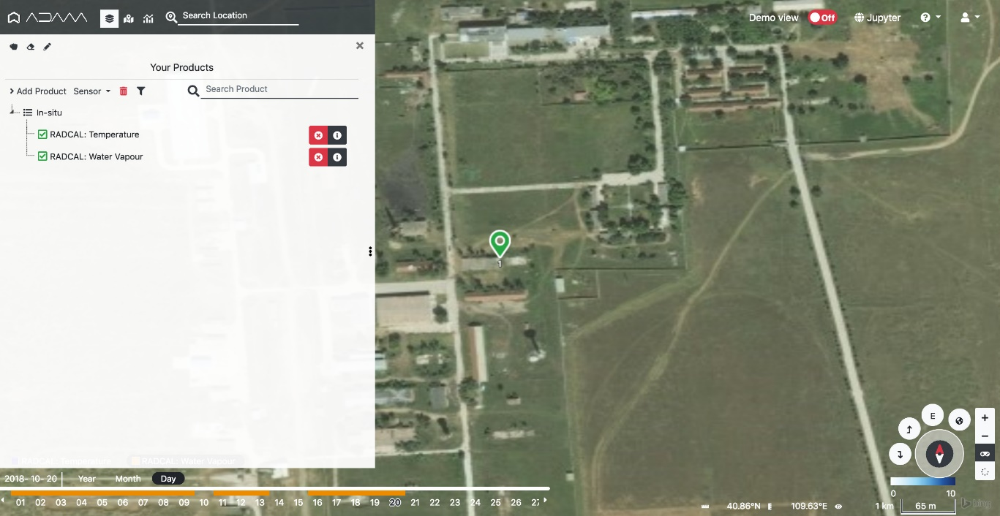 ADAM Search Location Demo view Off Jupyter
Your Products
Add Product Sensor Search Product
In-situ
RADCAL: Temperature
RADCAL: Water Vapour
1
E
RADCAL: Temperature RADCAL: Water Vapour
2018- 10- 20 Year Month Day
0 10
01 02 03 04 05 06 07 08 09 10 11 12 13 14 15 16 17 18 19 20 21 22 23 24 25 26 27
40.86°N 109.63°E 1 km 65 m bing